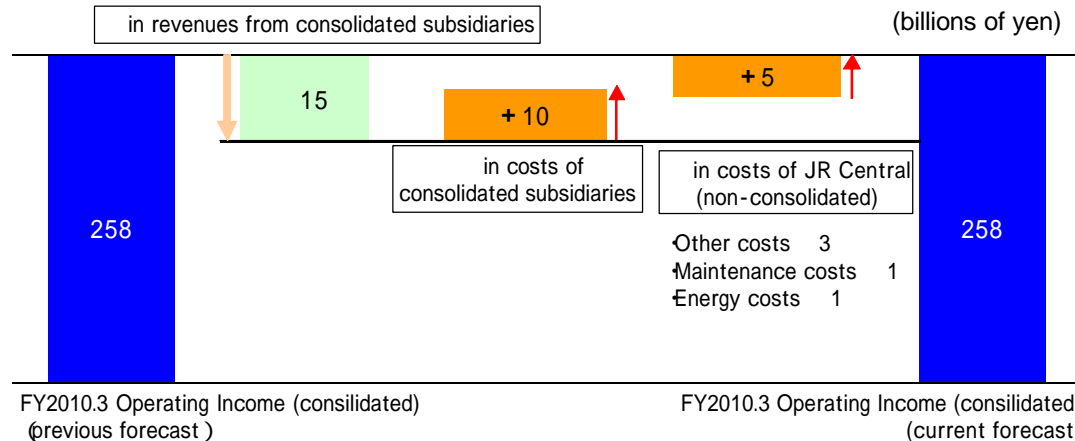 in revenues from consolidated subsidiaries
(billions of yen)
15
+10
+5
in costs of
consolidated subsidiaries
in costs of JR Central
(non-consolidated)
258
258
·Other costs 3
·Maintenance costs 1
·Energy costs 1
FY2010.3 Operating Income (consilidated)
(previous forecast)
FY2010.3 Operating Income (consilidated
(current forecast